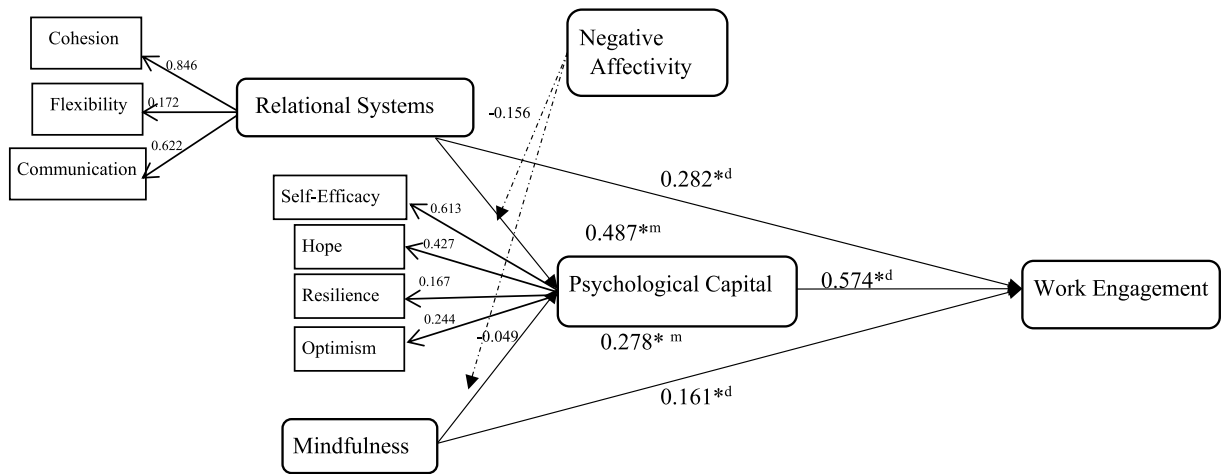 Cohesion
0.846
Flexibility
0.172
Communication
0.622
Relational Systems
Negative
Affectivity
-0.156
0.282*d
Self-Efficacy
0.613
Hope
0.427
Resilience
0.167
Optimism
0.244
0.487*m
Psychological Capital
0.574*d
Work Engagement
-0.049
0.278* m
0.161*d
Mindfulness